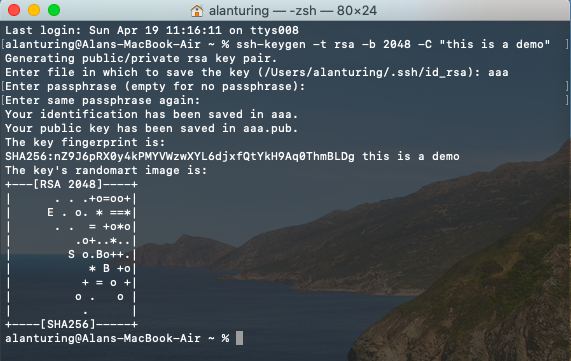 alanturing — -zsh — 80×24
Last login: Sun Apr 19 11:16:11 on ttys008
[alanturing@Alans-MacBook-Air ~ % ssh-keygen -t rsa -b 2048 -C "this is a demo" ]
Generating public/private rsa key pair.
Enter file in which to save the key (/Users/alanturing/.ssh/id_rsa): aaa
[Enter passphrase (empty for no passphrase): ]
[Enter same passphrase again: ]
Your identification has been saved in aaa.
Your public key has been saved in aaa.pub.
The key fingerprint is:
SHA256:nZ9J6pRX0y4kPMYVWzwXYL6djxfQtYkH9Aq0ThmBLDg this is a demo
The key's randomart image is:
+---[RSA 2048]----+
|      . . .+o=oo+|
|     E . o. * ==*|
|      . .  = +o*o|
|         .o+..*..|
|        S o.Bo++.|
|           * B +o|
|          + = o +|
|         o .   o |
|          .      |
+----[SHA256]-----+
alanturing@Alans-MacBook-Air ~ %